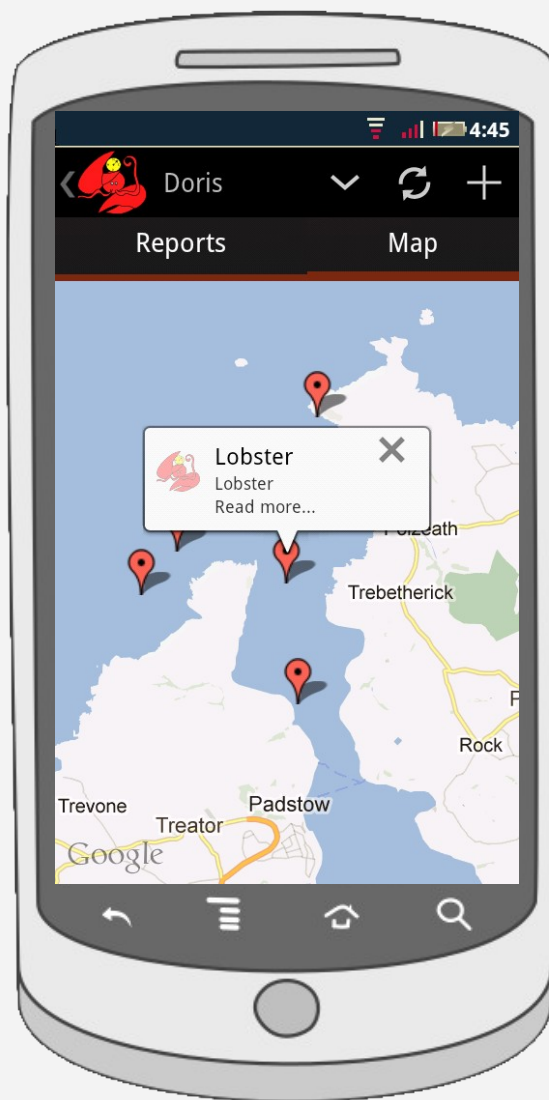 4:45
Doris
Reports
Map
Lobster
Lobster
Read more...
Polzeath
Trebetherick
Rock
Padstow
Trevone
Treator
Google